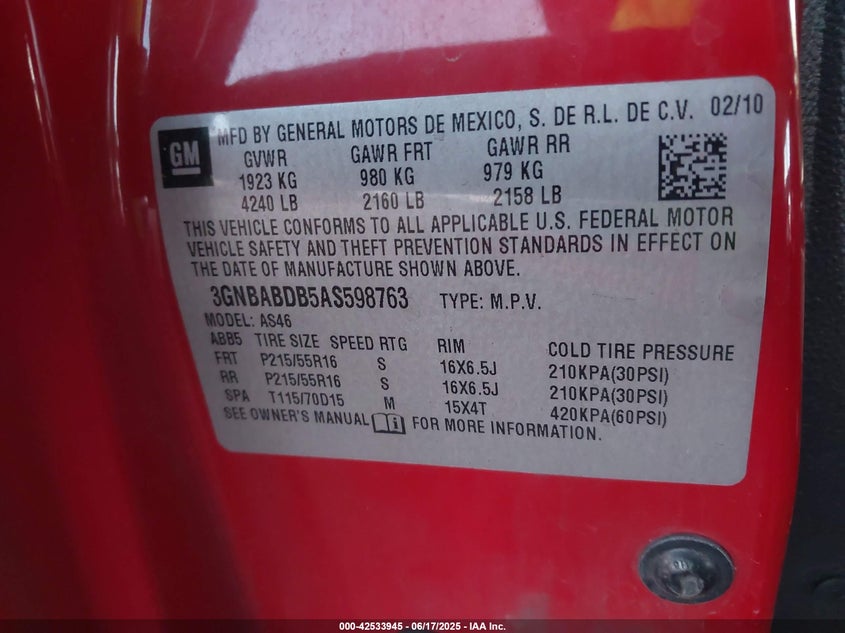 GM
MFD BY GENERAL MOTORS DE MEXICO, S. DE R.L. DE C.V. 02/10
GVWR GAWR FRT GAWR RR
1923 KG 980 KG 979 KG
4240 LB 2160 LB 2158 LB
THIS VEHICLE CONFORMS TO ALL APPLICABLE U.S. FEDERAL MOTOR
VEHICLE SAFETY AND THEFT PREVENTION STANDARDS IN EFFECT ON
THE DATE OF MANUFACTURE SHOWN ABOVE.
3GNBABDB5AS598763 TYPE: M.P.V.
MODEL: AS46
ABB5 TIRE SIZE SPEED RTG RIM COLD TIRE PRESSURE
FRT P215/55R16 S 16X6.5J 210KPA(30PSI)
RR P215/55R16 S 16X6.5J 210KPA(30PSI)
SPA T115/70D15 M 15X4T 420KPA(60PSI)
SEE OWNER'S MANUAL i FOR MORE INFORMATION.
000-42533945 - 06/17/2025 - IAA Inc.